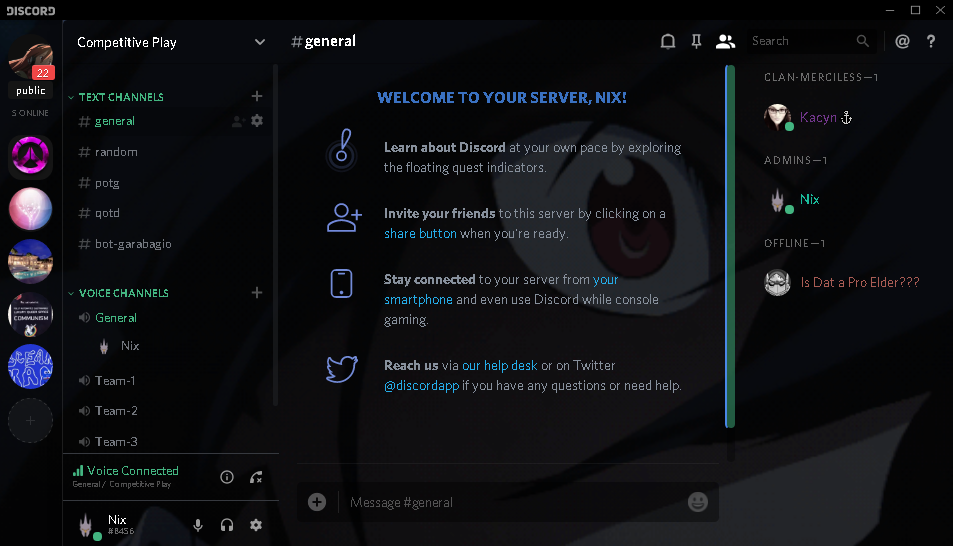 DISCORD
22
public
5 ONLINE
COMMUNISM
Competitive Play
TEXT CHANNELS
# general
# random
# potg
# qotd
# bot-garabagio
VOICE CHANNELS
General
Nix
Team-1
Team-2
Team-3
Voice Connected
General / Competitive Play
Nix
#8456
#general
Search
@
?
WELCOME TO YOUR SERVER, NIX!
Learn about Discord at your own pace by exploring
the floating quest indicators.
Invite your friends to this server by clicking on a
share button when you're ready.
Stay connected to your server from your
smartphone and even use Discord while console
gaming.
Reach us via our help desk or on Twitter
@discordapp if you have any questions or need help.
Message #general
CLAN-MERCILESS—1
Kacyn
ADMINS—1
Nix
OFFLINE—1
Is Dat a Pro Elder???